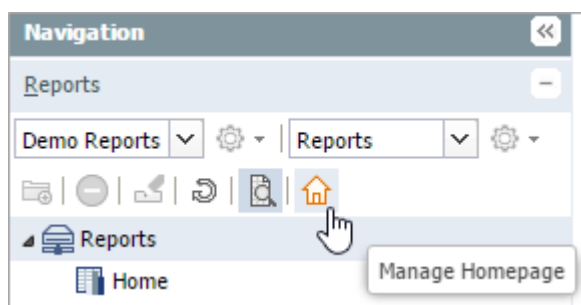 Navigation
Reports
Demo Reports
Reports
Reports
Home
Manage Homepage